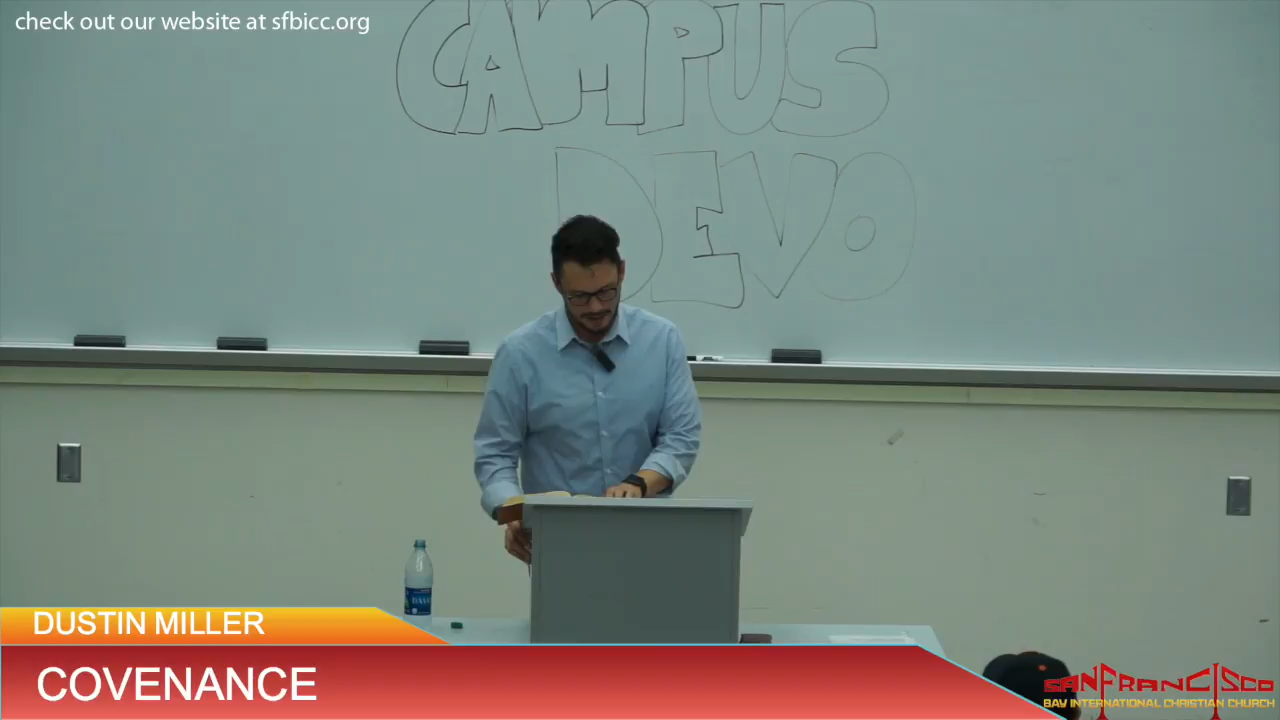 check out our website at sfbicc.org
CAMPUS
DEVO
DUSTIN MILLER
COVENANCE
SANFRANCISCO
BAY INTERNATIONAL CHRISTIAN CHURCH